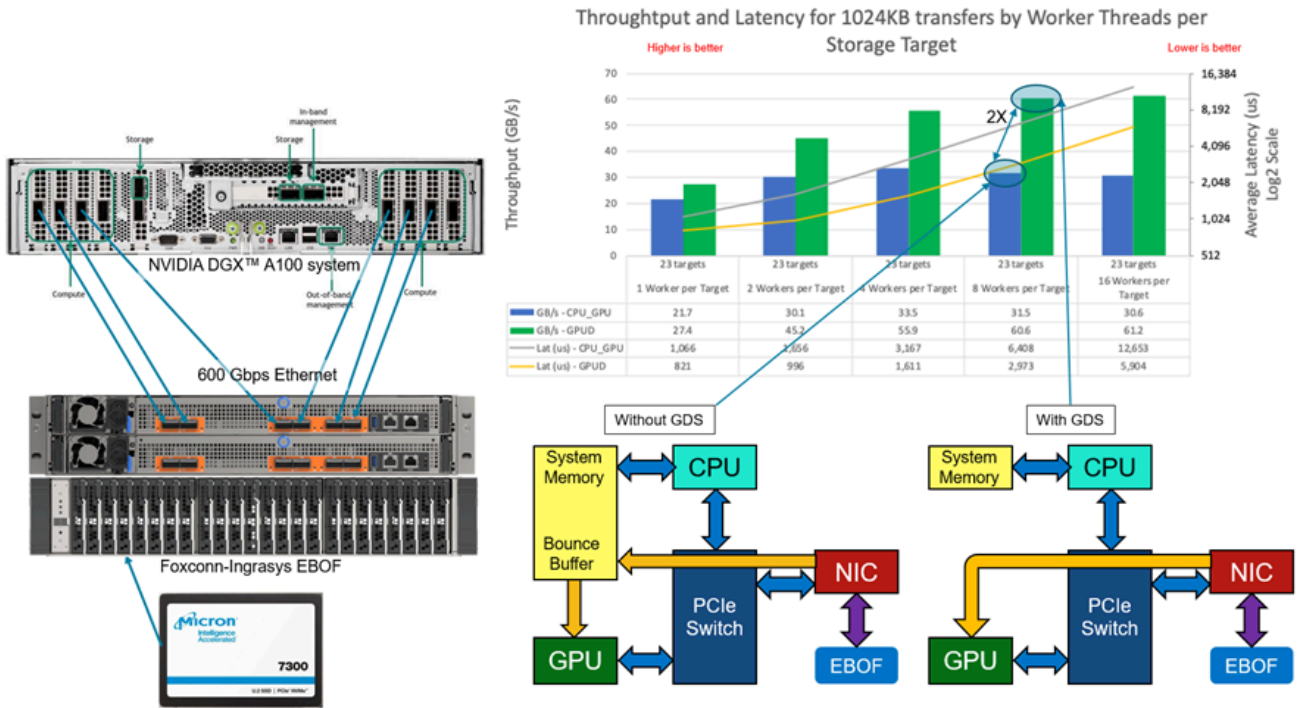 Throughtput and Latency for 1024KB transfers by Worker Threads per
Storage Target
Higher is better
Lower is better
Throughput (GB/s)
70
60
50
40
30
20
10
0
2X
16,384
8,192
4,096
2,048
1,024
512
Average Latency (us)
Log2 Scale
23 targets 23 targets 23 targets 23 targets 23 targets
1 Worker per Target 2 Workers per Target 4 Workers per Target 8 Workers per Target 16 Workers per
Target
GB/s - CPU_GPU 21.7 30.1 33.5 31.5 30.6
GB/s - GPUD 27.4 45.2 55.9 60.6 61.2
Lat (us) - CPU_GPU 1,066 1,656 3,167 6,408 12,653
Lat (us) - GPUD 821 996 1,611 2,973 5,904
In-band
management
Storage
Storage
NVIDIA DGX™ A100 system
Compute
Out-of-band
management
Compute
600 Gbps Ethernet
Foxconn-Ingrasys EBOF
Micron
Intelligence
Accelerated
7300
U.2 SSD | PCIe NVMe™
Without GDS
System
Memory
CPU
Bounce
Buffer
NIC
PCIe
Switch
GPU
EBOF
With GDS
System
Memory
CPU
NIC
PCIe
Switch
GPU
EBOF